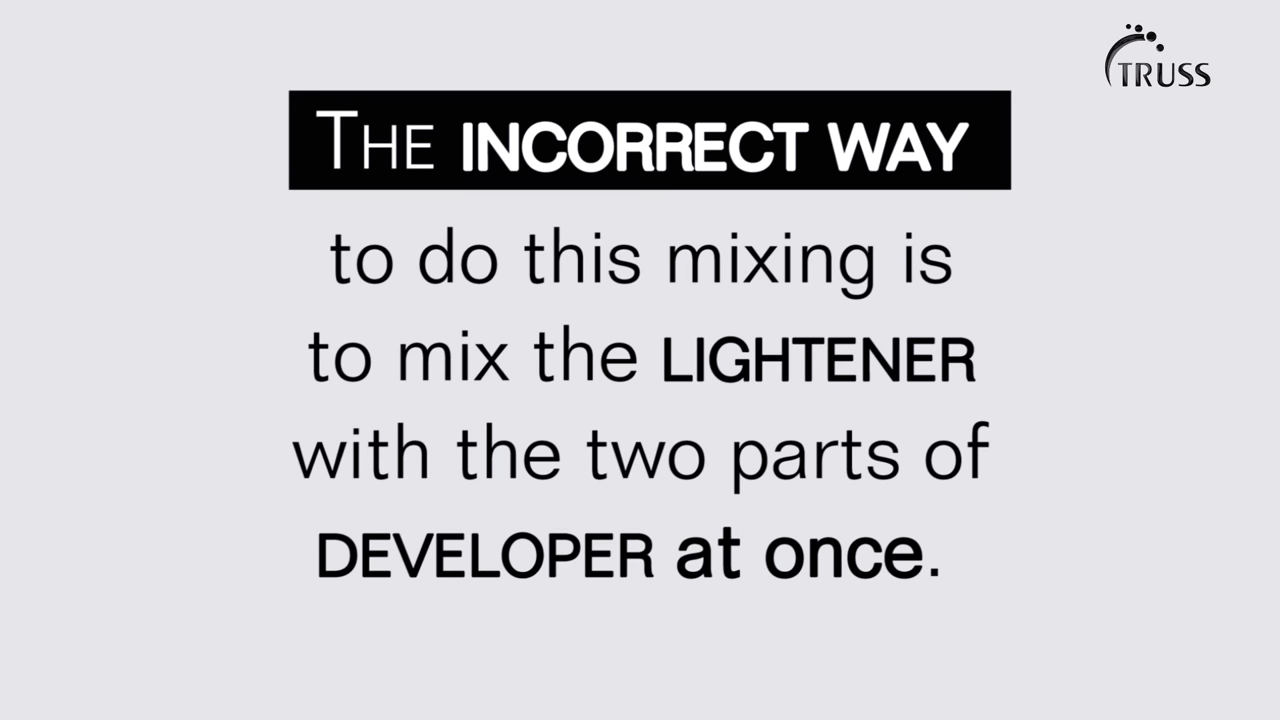 TRUSS
THE INCORRECT WAY
to do this mixing is
to mix the LIGHTENER
with the two parts of
DEVELOPER at once.